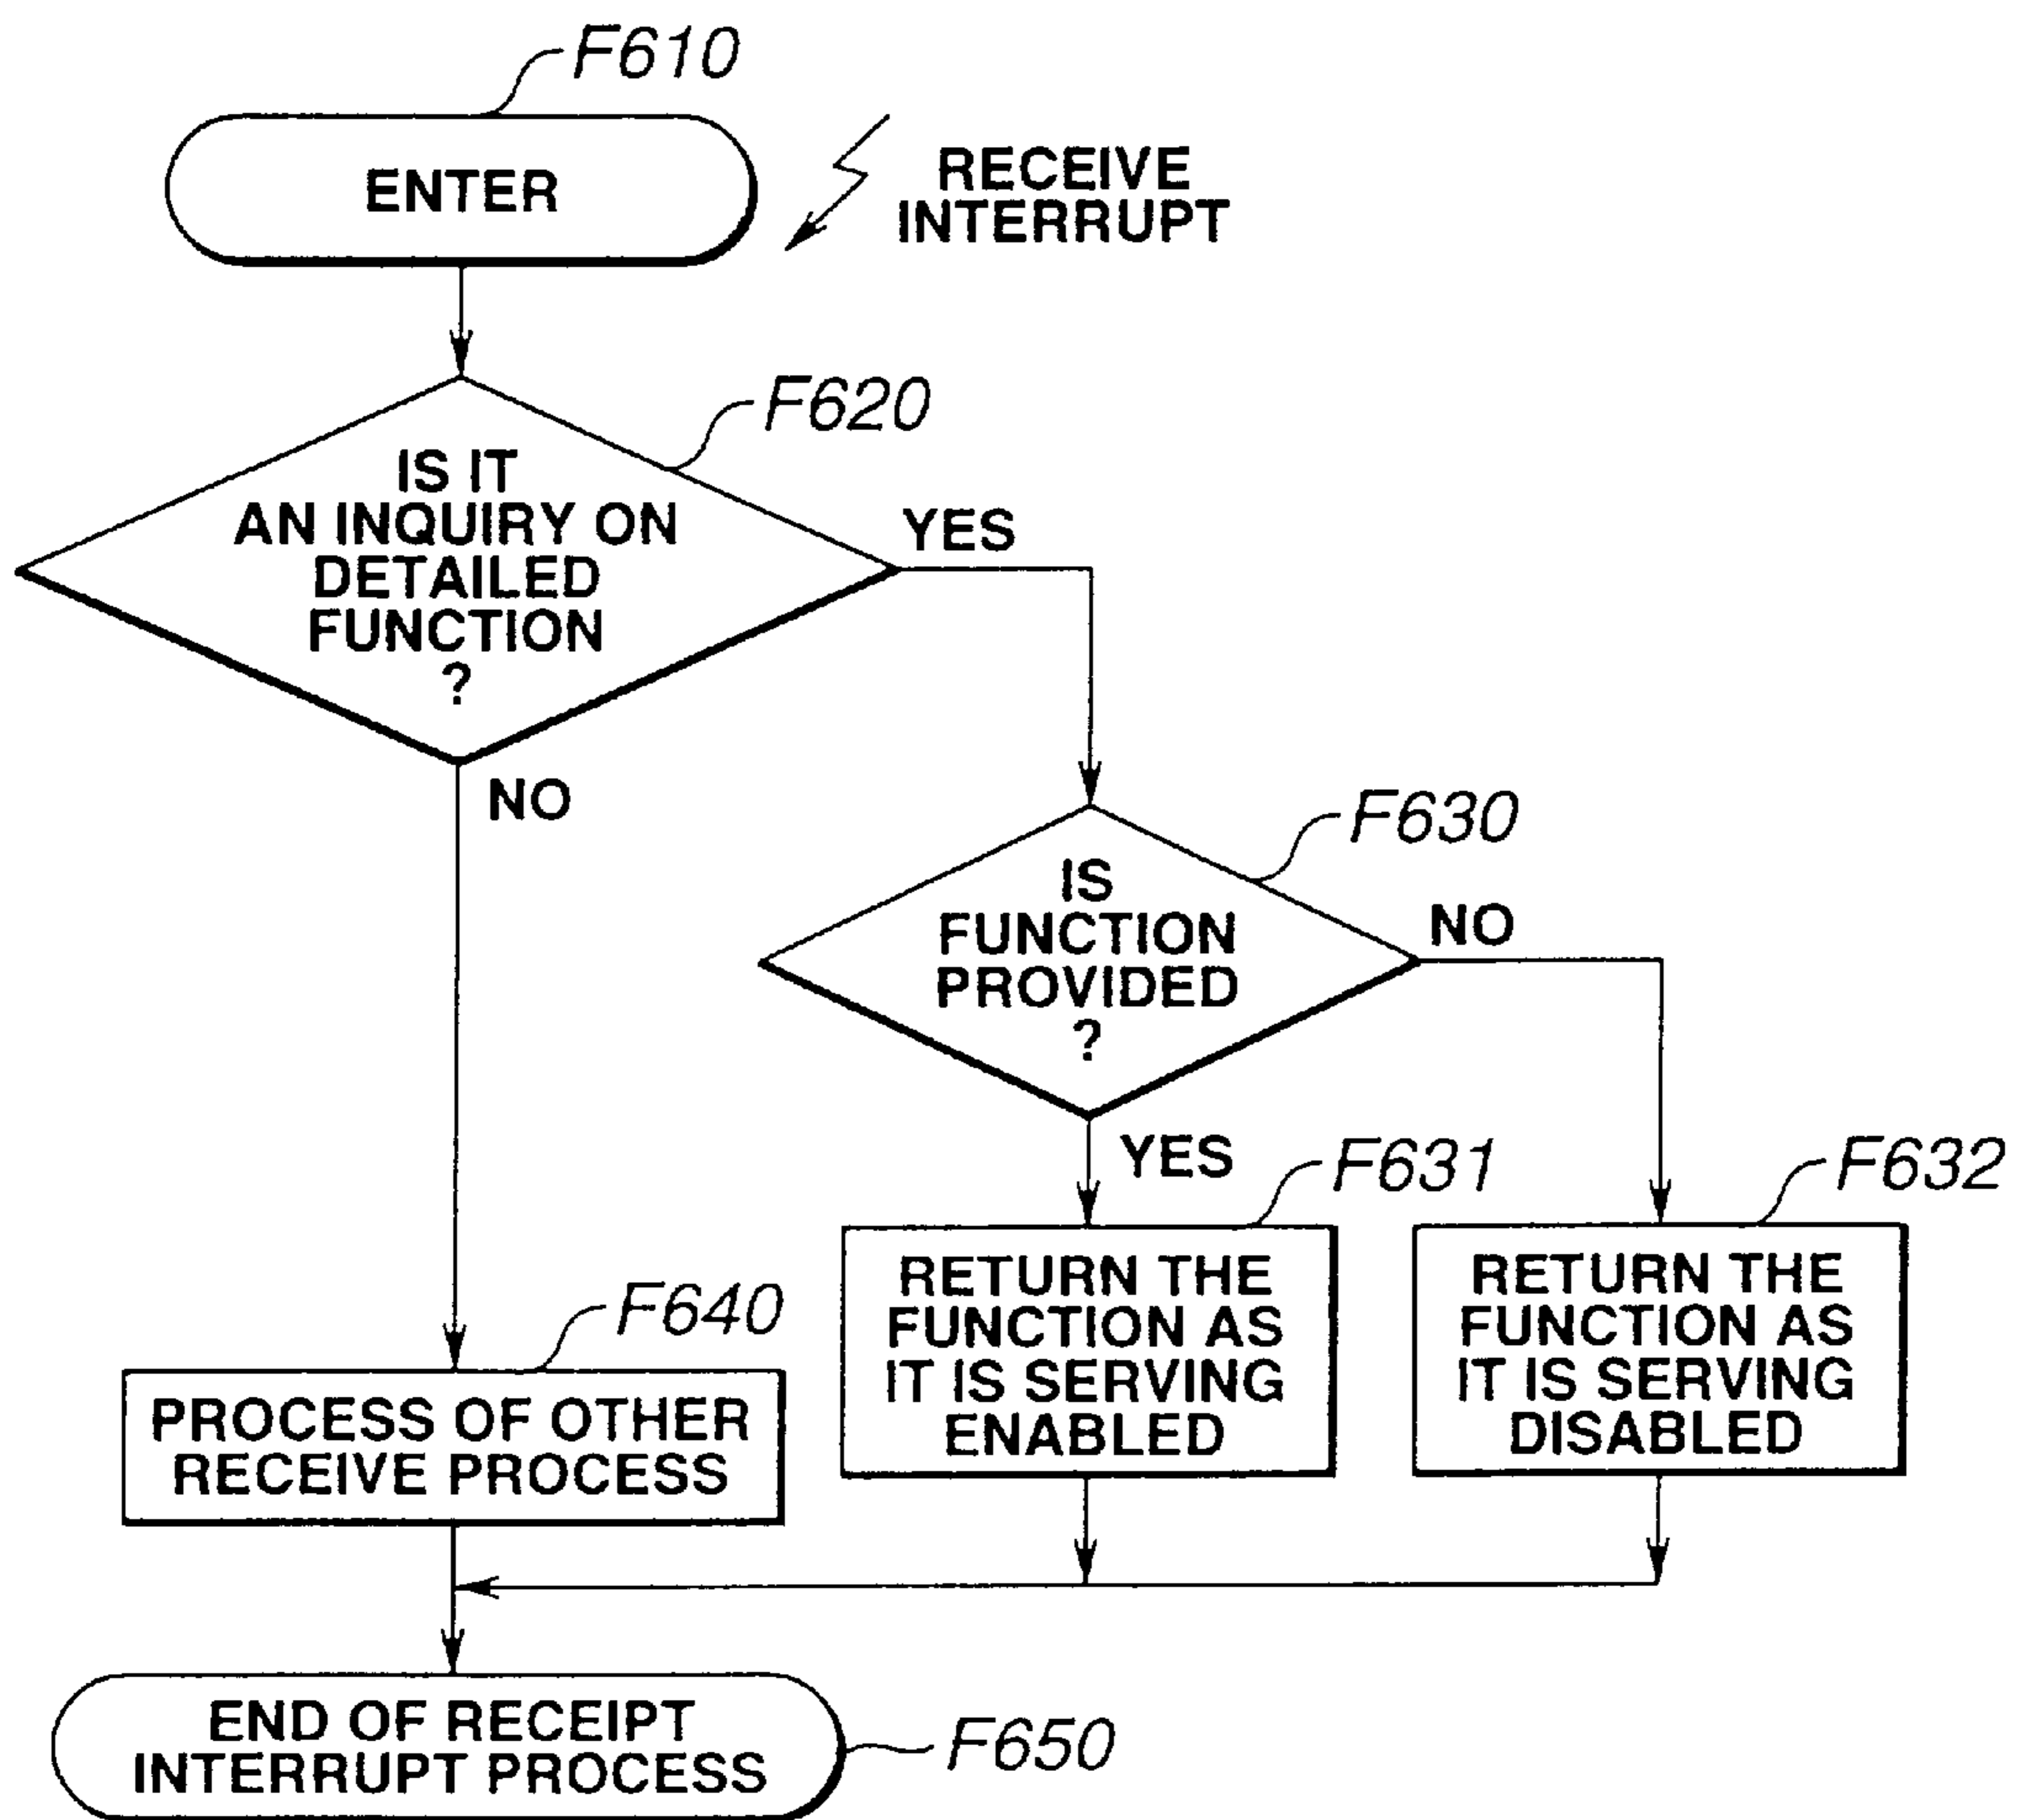 F610
ENTER
RECEIVE
INTERRUPT
F620
IS IT
AN INQUIRY ON
DETAILED
FUNCTION
?
YES
NO
F630
IS
FUNCTION
PROVIDED
?
NO
YES
F631
F632
RETURN THE
FUNCTION AS
IT IS SERVING
ENABLED
RETURN THE
FUNCTION AS
IT IS SERVING
DISABLED
F640
PROCESS OF OTHER
RECEIVE PROCESS
END OF RECEIPT
INTERRUPT PROCESS
F650